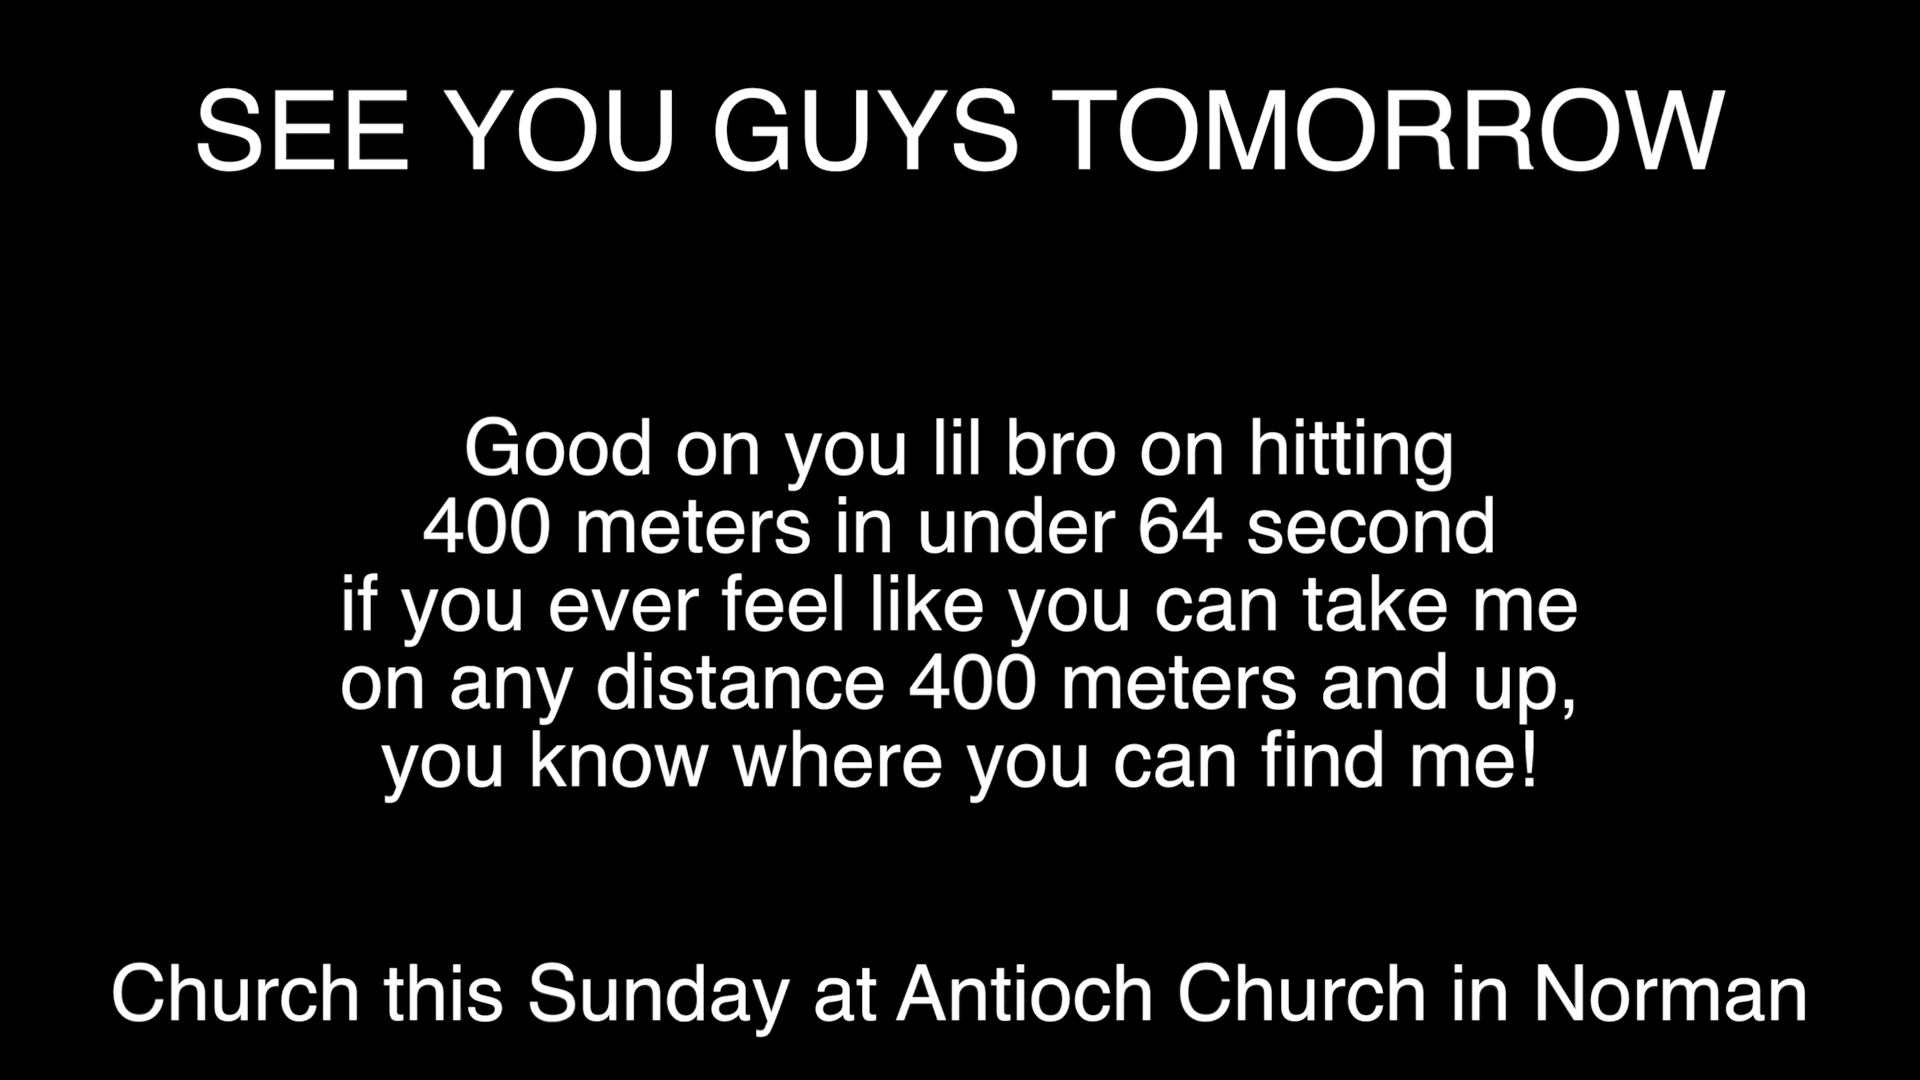 SEE YOU GUYS TOMORROW
Good on you lil bro on hitting
400 meters in under 64 second
if you ever feel like you can take me
on any distance 400 meters and up,
you know where you can find me!
Church this Sunday at Antioch Church in Norman